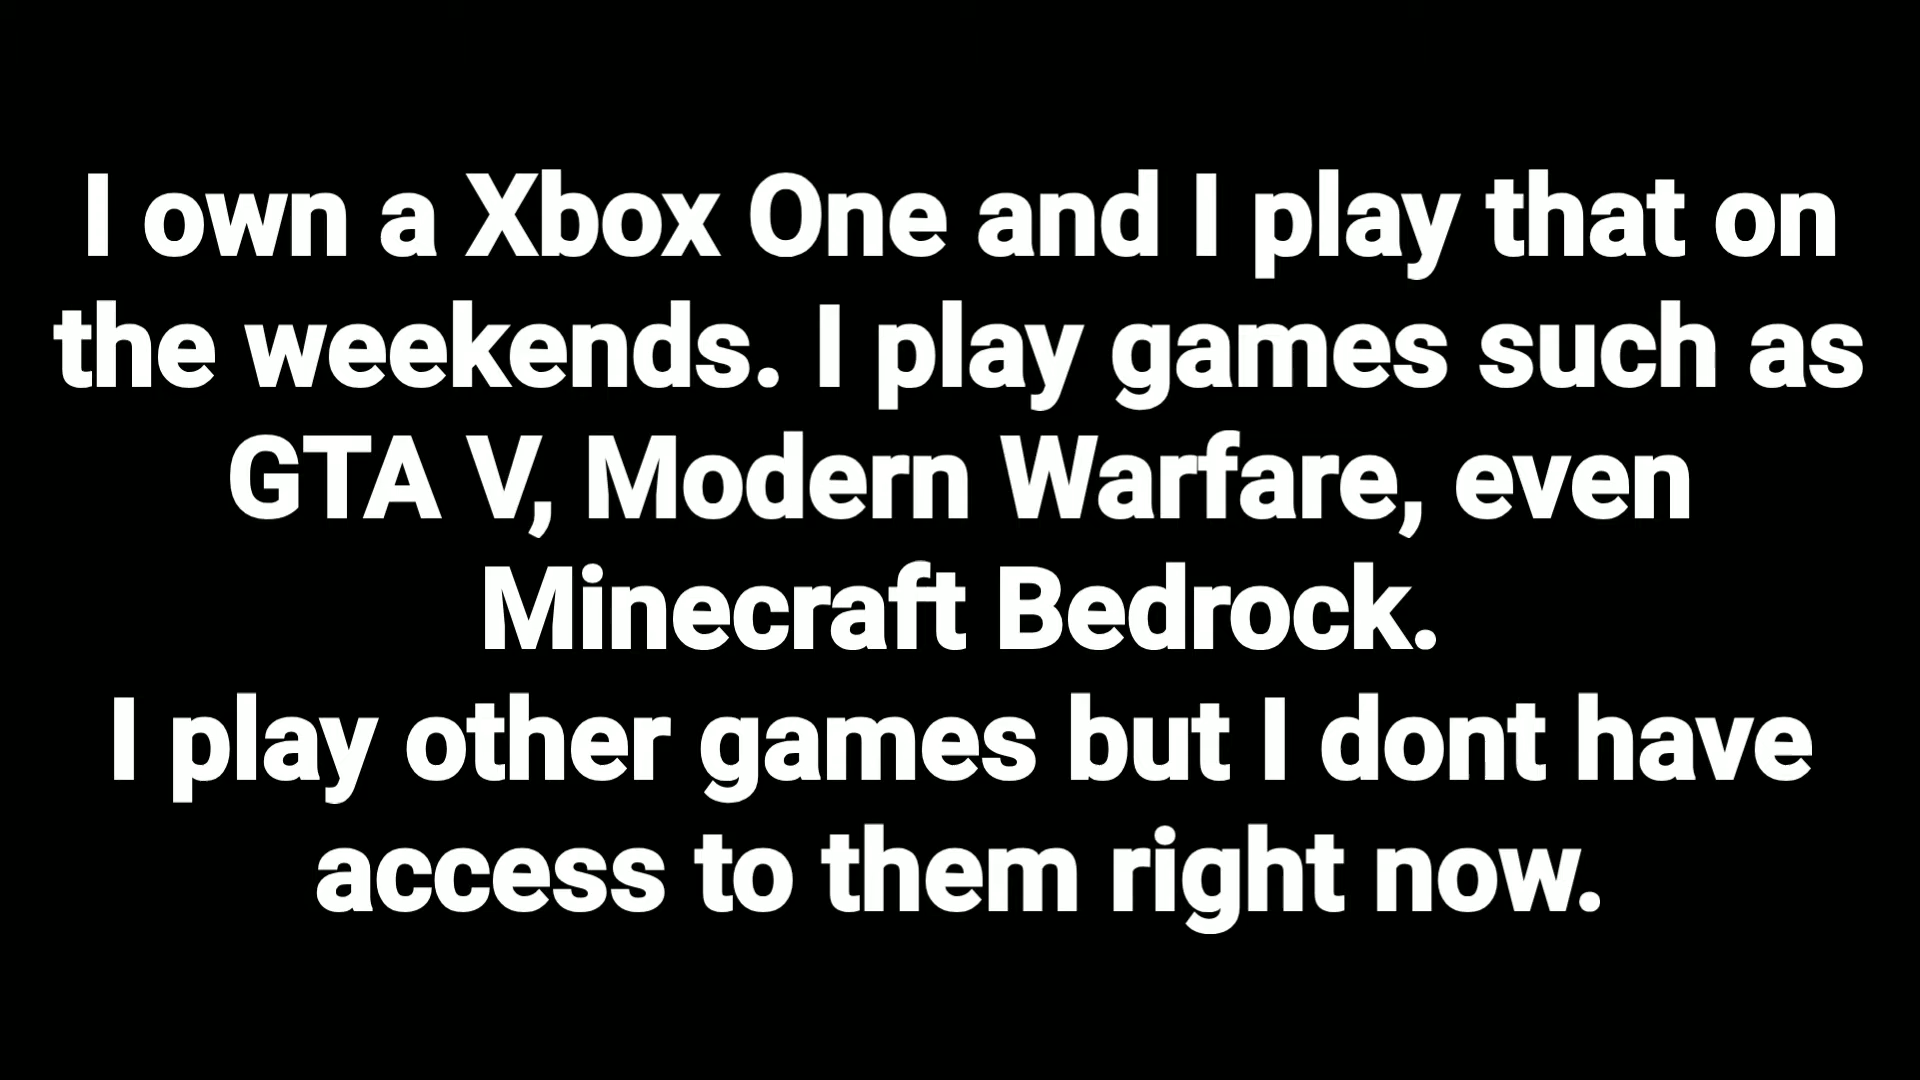 I own a Xbox One and I play that on
the weekends. I play games such as
GTA V, Modern Warfare, even
Minecraft Bedrock.
I play other games but I dont have
access to them right now.